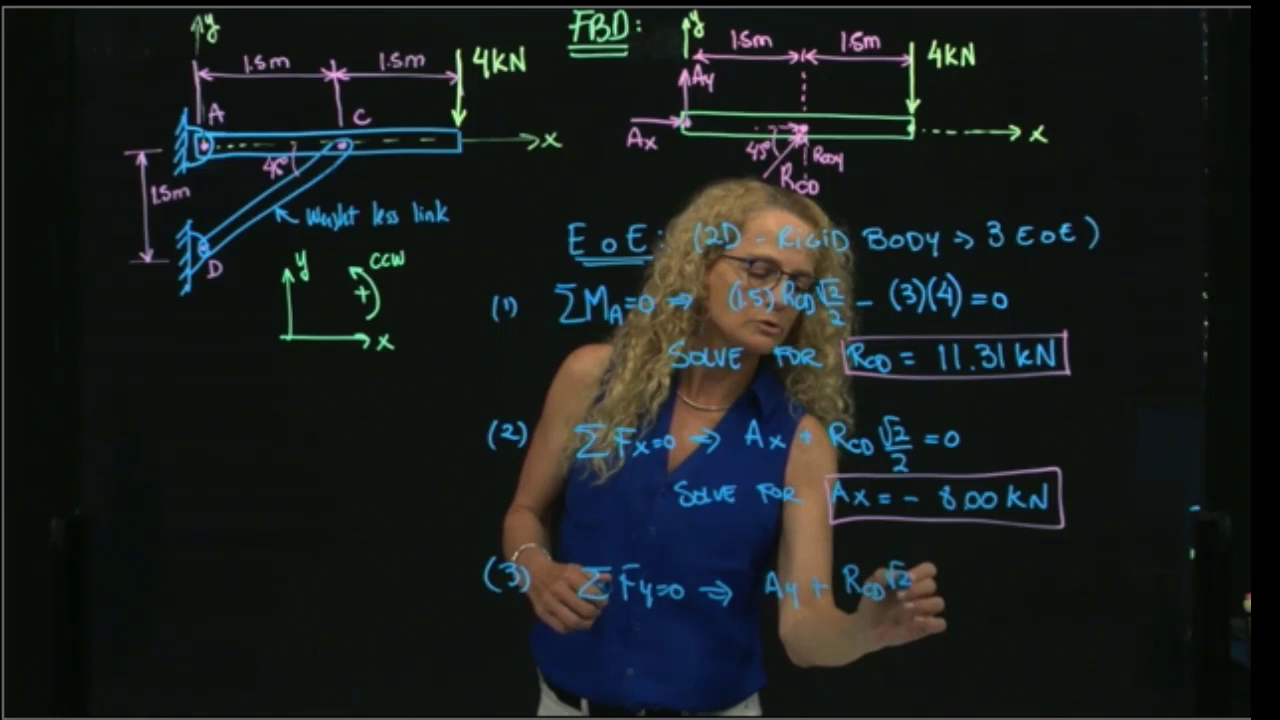 y
1.5m 1.5m 4KN
A C
x
45°
1.5m
Weight less link
D
y CCW
+
x
FBD:
y
1.5m 1.5m 4KN
Ay
Ax x
45° RCDy
RCD
EoE: (2D - RIGID BODY => 3 EoE)
(1) ΣMA=0 => (1.5) RCD √2/2 - (3)(4) = 0
SOLVE FOR RCD = 11.31 KN
(2) ΣFx=0 => Ax + RCD √2/2 = 0
SOLVE FOR Ax = - 8.00 KN
(3) ΣFy=0 => Ay + RCD √2